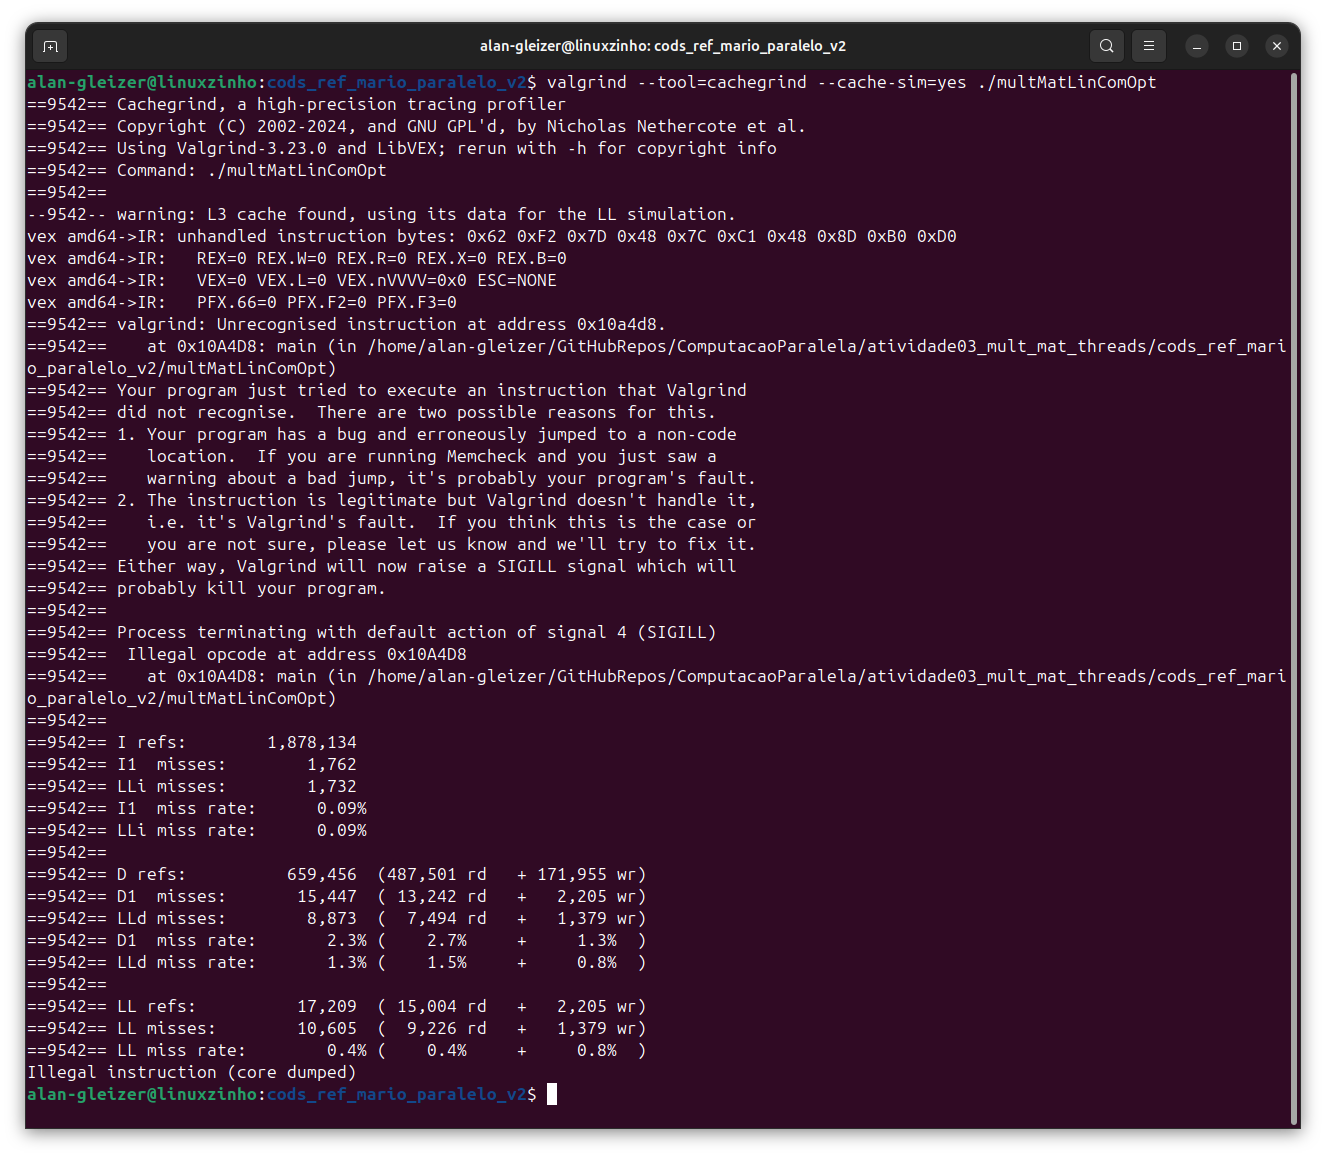 alan-gleizer@linuxzinho: cods_ref_mario_paralelo_v2
alan-gleizer@linuxzinho:cods_ref_mario_paralelo_v2$ valgrind --tool=cachegrind --cache-sim=yes ./multMatLinComOpt
==9542== Cachegrind, a high-precision tracing profiler
==9542== Copyright (C) 2002-2024, and GNU GPL'd, by Nicholas Nethercote et al.
==9542== Using Valgrind-3.23.0 and LibVEX; rerun with -h for copyright info
==9542== Command: ./multMatLinComOpt
==9542==
--9542-- warning: L3 cache found, using its data for the LL simulation.
vex amd64->IR: unhandled instruction bytes: 0x62 0xF2 0x7D 0x48 0x7C 0xC1 0x48 0x8D 0xB0 0xD0
vex amd64->IR:   REX=0 REX.W=0 REX.R=0 REX.X=0 REX.B=0
vex amd64->IR:   VEX=0 VEX.L=0 VEX.nVVVV=0x0 ESC=NONE
vex amd64->IR:   PFX.66=0 PFX.F2=0 PFX.F3=0
==9542== valgrind: Unrecognised instruction at address 0x10a4d8.
==9542==    at 0x10A4D8: main (in /home/alan-gleizer/GitHubRepos/ComputacaoParalela/atividade03_mult_mat_threads/cods_ref_mari
o_paralelo_v2/multMatLinComOpt)
==9542== Your program just tried to execute an instruction that Valgrind
==9542== did not recognise.  There are two possible reasons for this.
==9542== 1. Your program has a bug and erroneously jumped to a non-code
==9542==    location.  If you are running Memcheck and you just saw a
==9542==    warning about a bad jump, it's probably your program's fault.
==9542== 2. The instruction is legitimate but Valgrind doesn't handle it,
==9542==    i.e. it's Valgrind's fault.  If you think this is the case or
==9542==    you are not sure, please let us know and we'll try to fix it.
==9542== Either way, Valgrind will now raise a SIGILL signal which will
==9542== probably kill your program.
==9542==
==9542== Process terminating with default action of signal 4 (SIGILL)
==9542==  Illegal opcode at address 0x10A4D8
==9542==    at 0x10A4D8: main (in /home/alan-gleizer/GitHubRepos/ComputacaoParalela/atividade03_mult_mat_threads/cods_ref_mari
o_paralelo_v2/multMatLinComOpt)
==9542==
==9542== I refs:        1,878,134
==9542== I1  misses:        1,762
==9542== LLi misses:        1,732
==9542== I1  miss rate:      0.09%
==9542== LLi miss rate:      0.09%
==9542==
==9542== D refs:          659,456  (487,501 rd   + 171,955 wr)
==9542== D1  misses:       15,447  ( 13,242 rd   +   2,205 wr)
==9542== LLd misses:        8,873  (  7,494 rd   +   1,379 wr)
==9542== D1  miss rate:       2.3% (    2.7%     +     1.3%  )
==9542== LLd miss rate:       1.3% (    1.5%     +     0.8%  )
==9542==
==9542== LL refs:          17,209  ( 15,004 rd   +   2,205 wr)
==9542== LL misses:        10,605  (  9,226 rd   +   1,379 wr)
==9542== LL miss rate:        0.4% (    0.4%     +     0.8%  )
Illegal instruction (core dumped)
alan-gleizer@linuxzinho:cods_ref_mario_paralelo_v2$